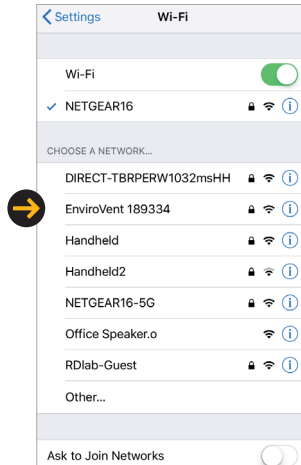 Settings Wi-Fi
Wi-Fi
NETGEAR16
CHOOSE A NETWORK...
DIRECT-TBRPERW1032msHH
EnviroVent 189334
Handheld
Handheld2
NETGEAR16-5G
Office Speaker.o
RDlab-Guest
Other...
Ask to Join Networks